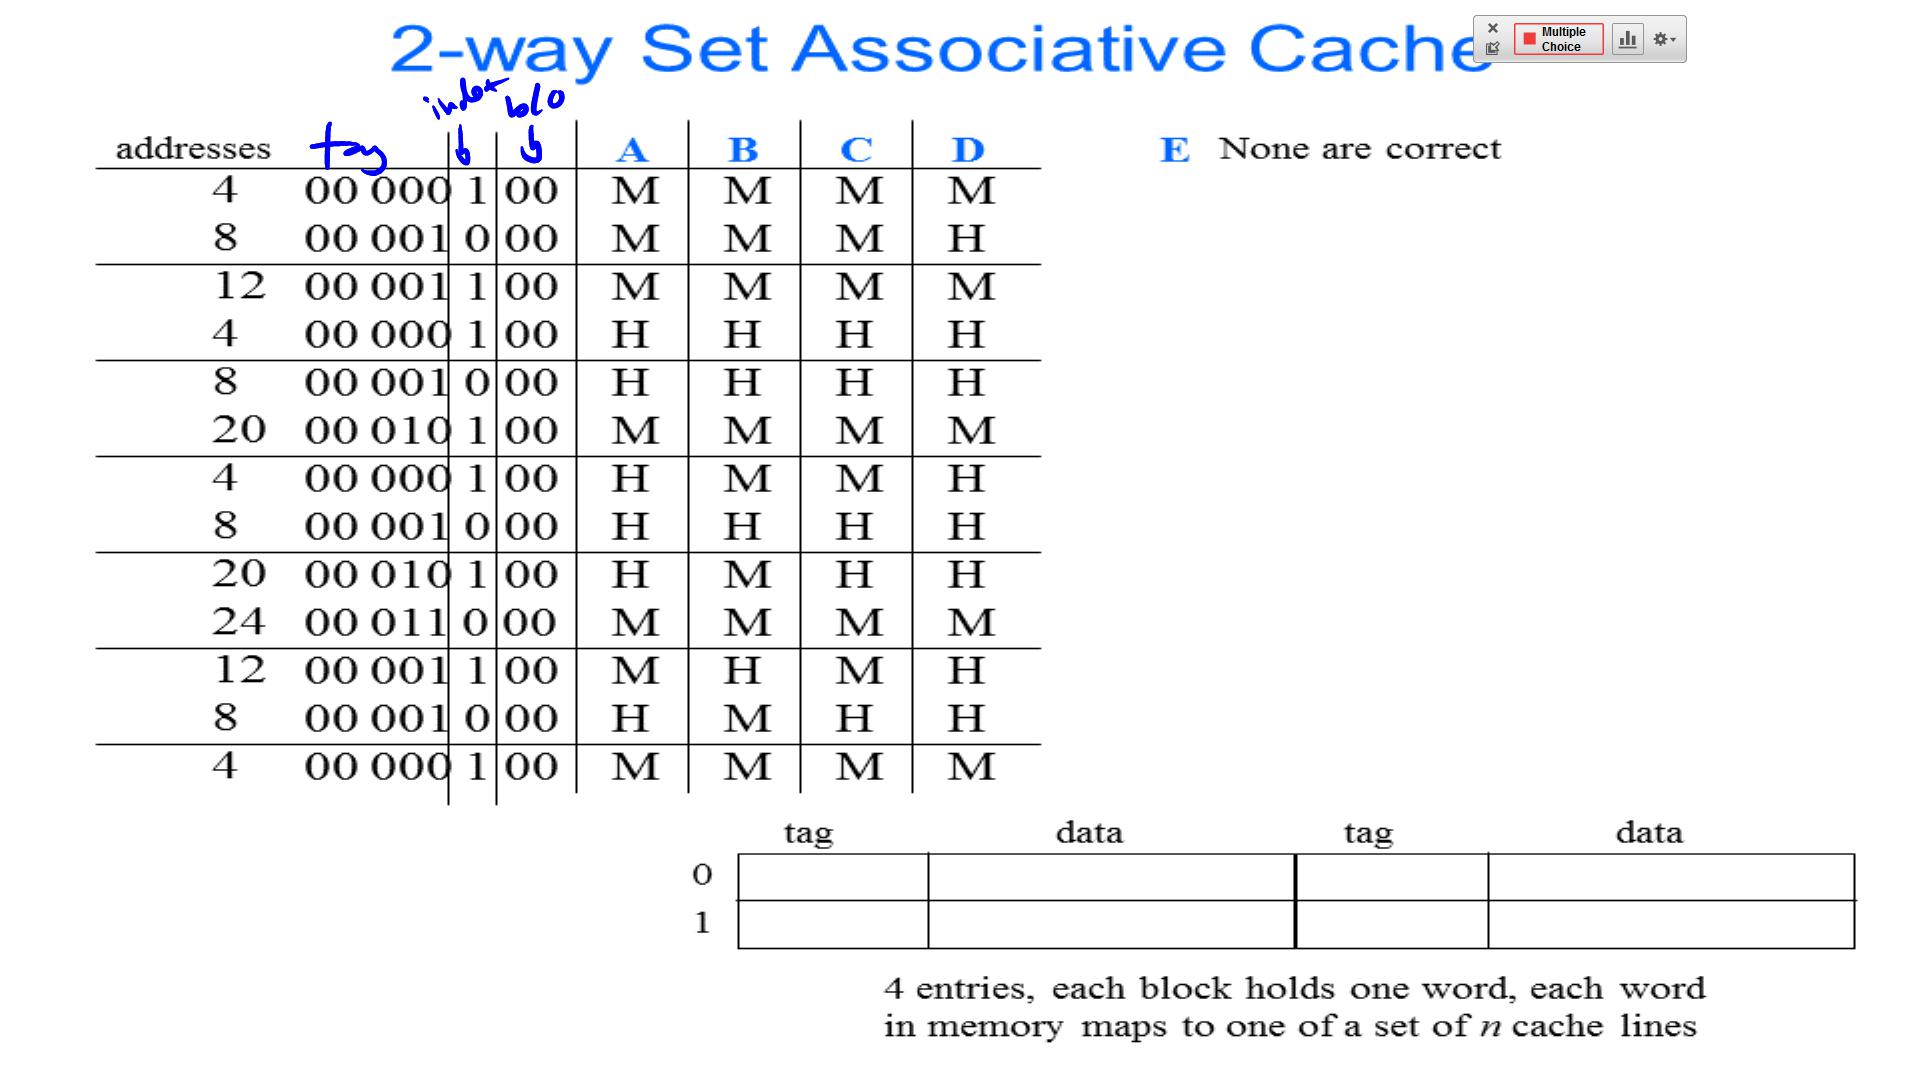 2-way Set Associative Cache
Multiple
Choice
index blo
addresses tag A B C D E None are correct
4 00 000 1 00 M M M M
8 00 001 0 00 M M M H
12 00 001 1 00 M M M M
4 00 000 1 00 H H H H
8 00 001 0 00 H H H H
20 00 010 1 00 M M M M
4 00 000 1 00 H M M H
8 00 001 0 00 H H H H
20 00 010 1 00 H M H H
24 00 011 0 00 M M M M
12 00 001 1 00 M H M H
8 00 001 0 00 H M H H
4 00 000 1 00 M M M M
tag data tag data
0
1
4 entries, each block holds one word, each word
in memory maps to one of a set of n cache lines